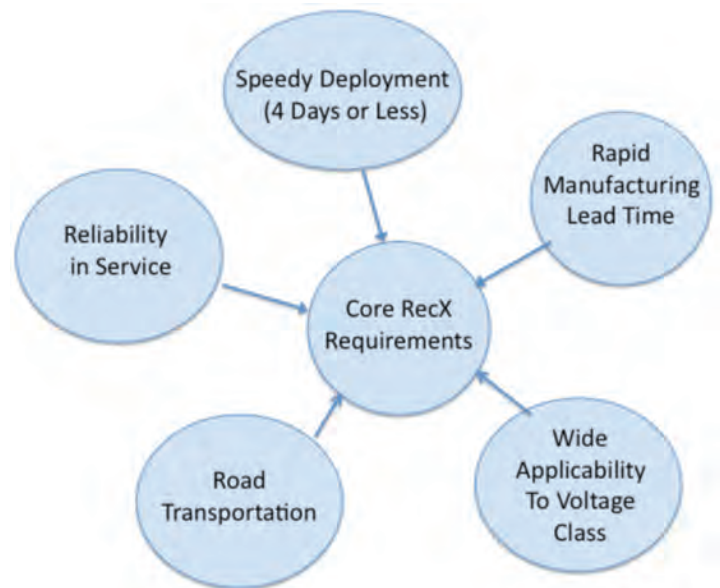 Speedy Deployment
(4 Days or Less)
Rapid
Manufacturing
Lead Time
Reliability
in Service
Core RecX
Requirements
Wide
Applicability
To Voltage
Class
Road
Transportation